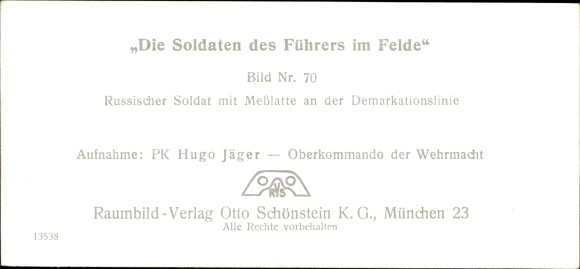 „Die Soldaten des Führers im Felde“
Bild Nr. 70
Russischer Soldat mit Meßlatte an der Demarkationslinie
Aufnahme: PK Hugo Jäger — Oberkommando der Wehrmacht
RVS
Raumbild-Verlag Otto Schönstein K. G., München 23
Alle Rechte vorbehalten
13538